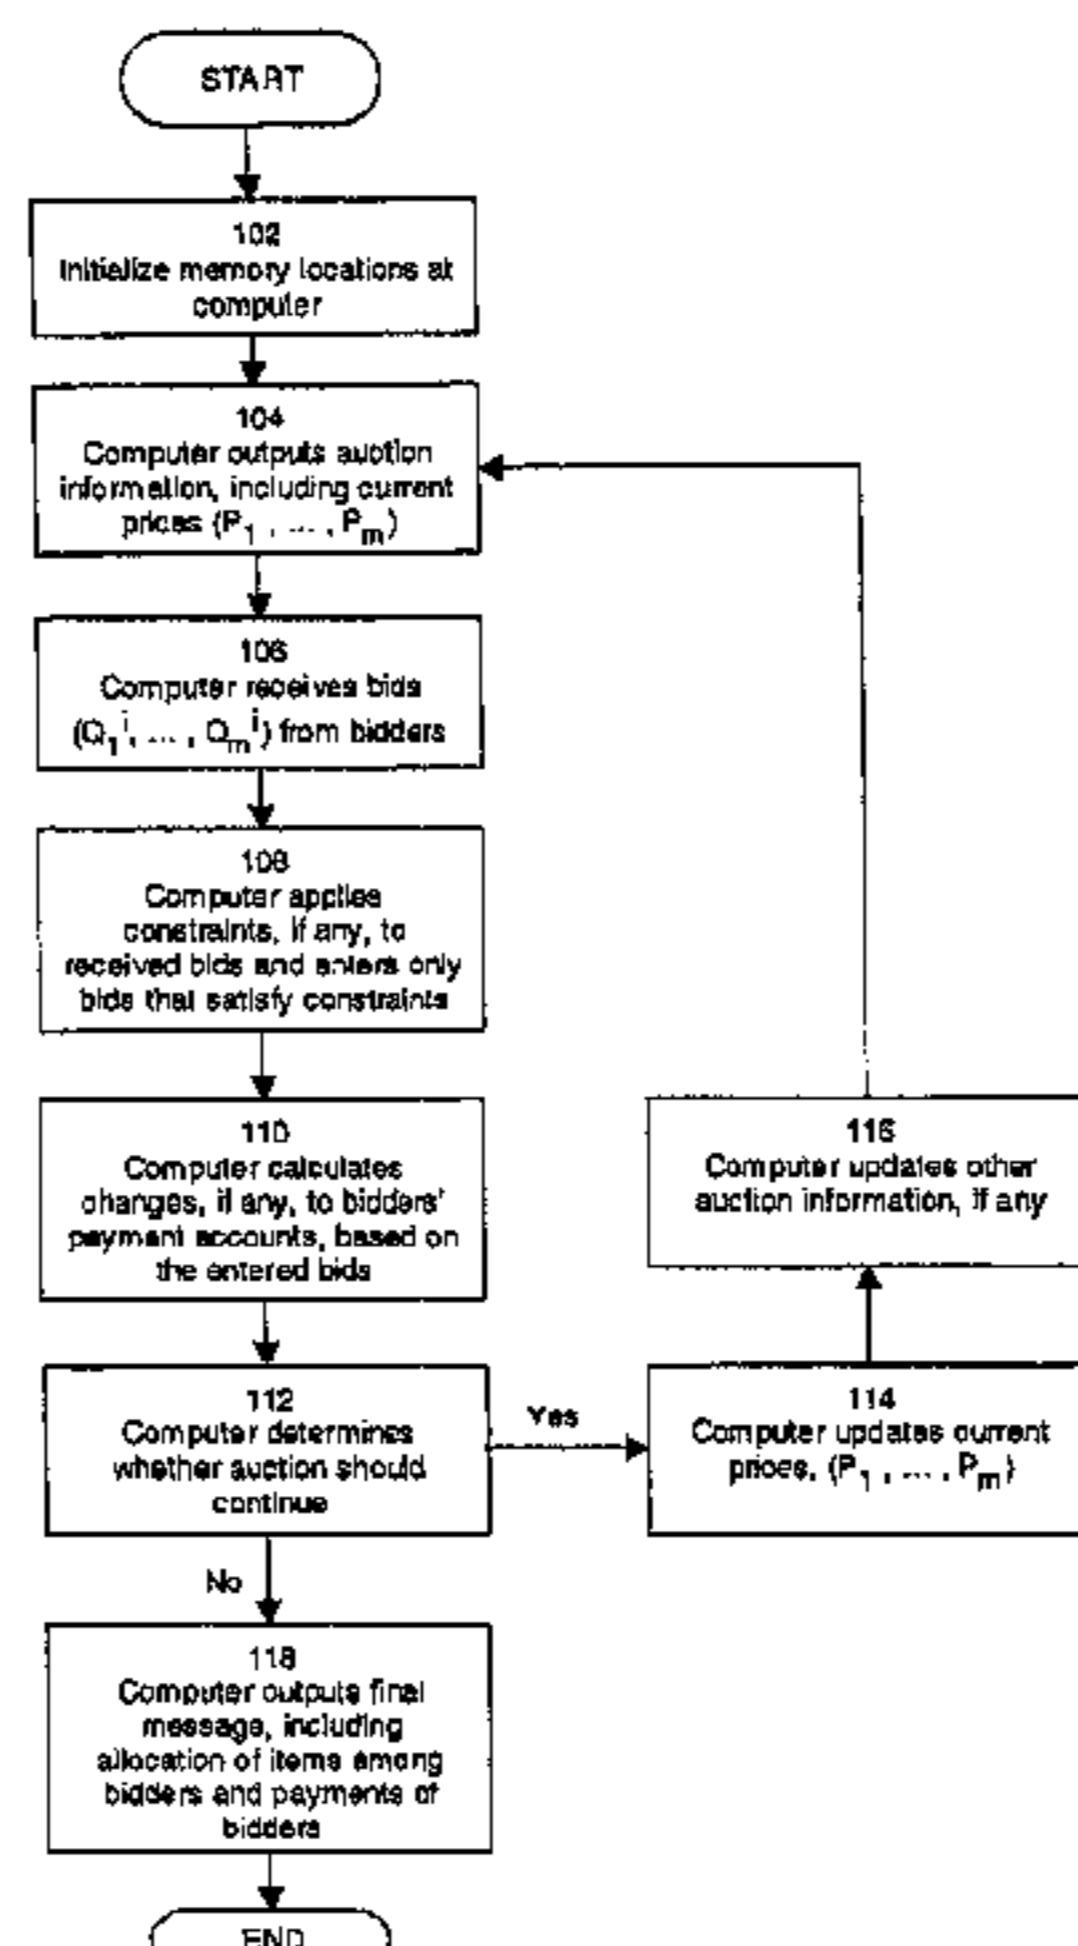 START
102
Initialize memory locations at
computer
104
Computer outputs auction
information, including current
prices (P1 , ... , Pm)
106
Computer receives bids
(Q1^i, ... , Qm^i) from bidders
108
Computer applies
constraints, if any, to
received bids and enters only
bids that satisfy constraints
110
Computer calculates
changes, if any, to bidders'
payment accounts, based on
the entered bids
112
Computer determines
whether auction should
continue
Yes
No
114
Computer updates current
prices, (P1 , ... , Pm)
116
Computer updates other
auction information, if any
118
Computer outputs final
message, including
allocation of items among
bidders and payments of
bidders
END